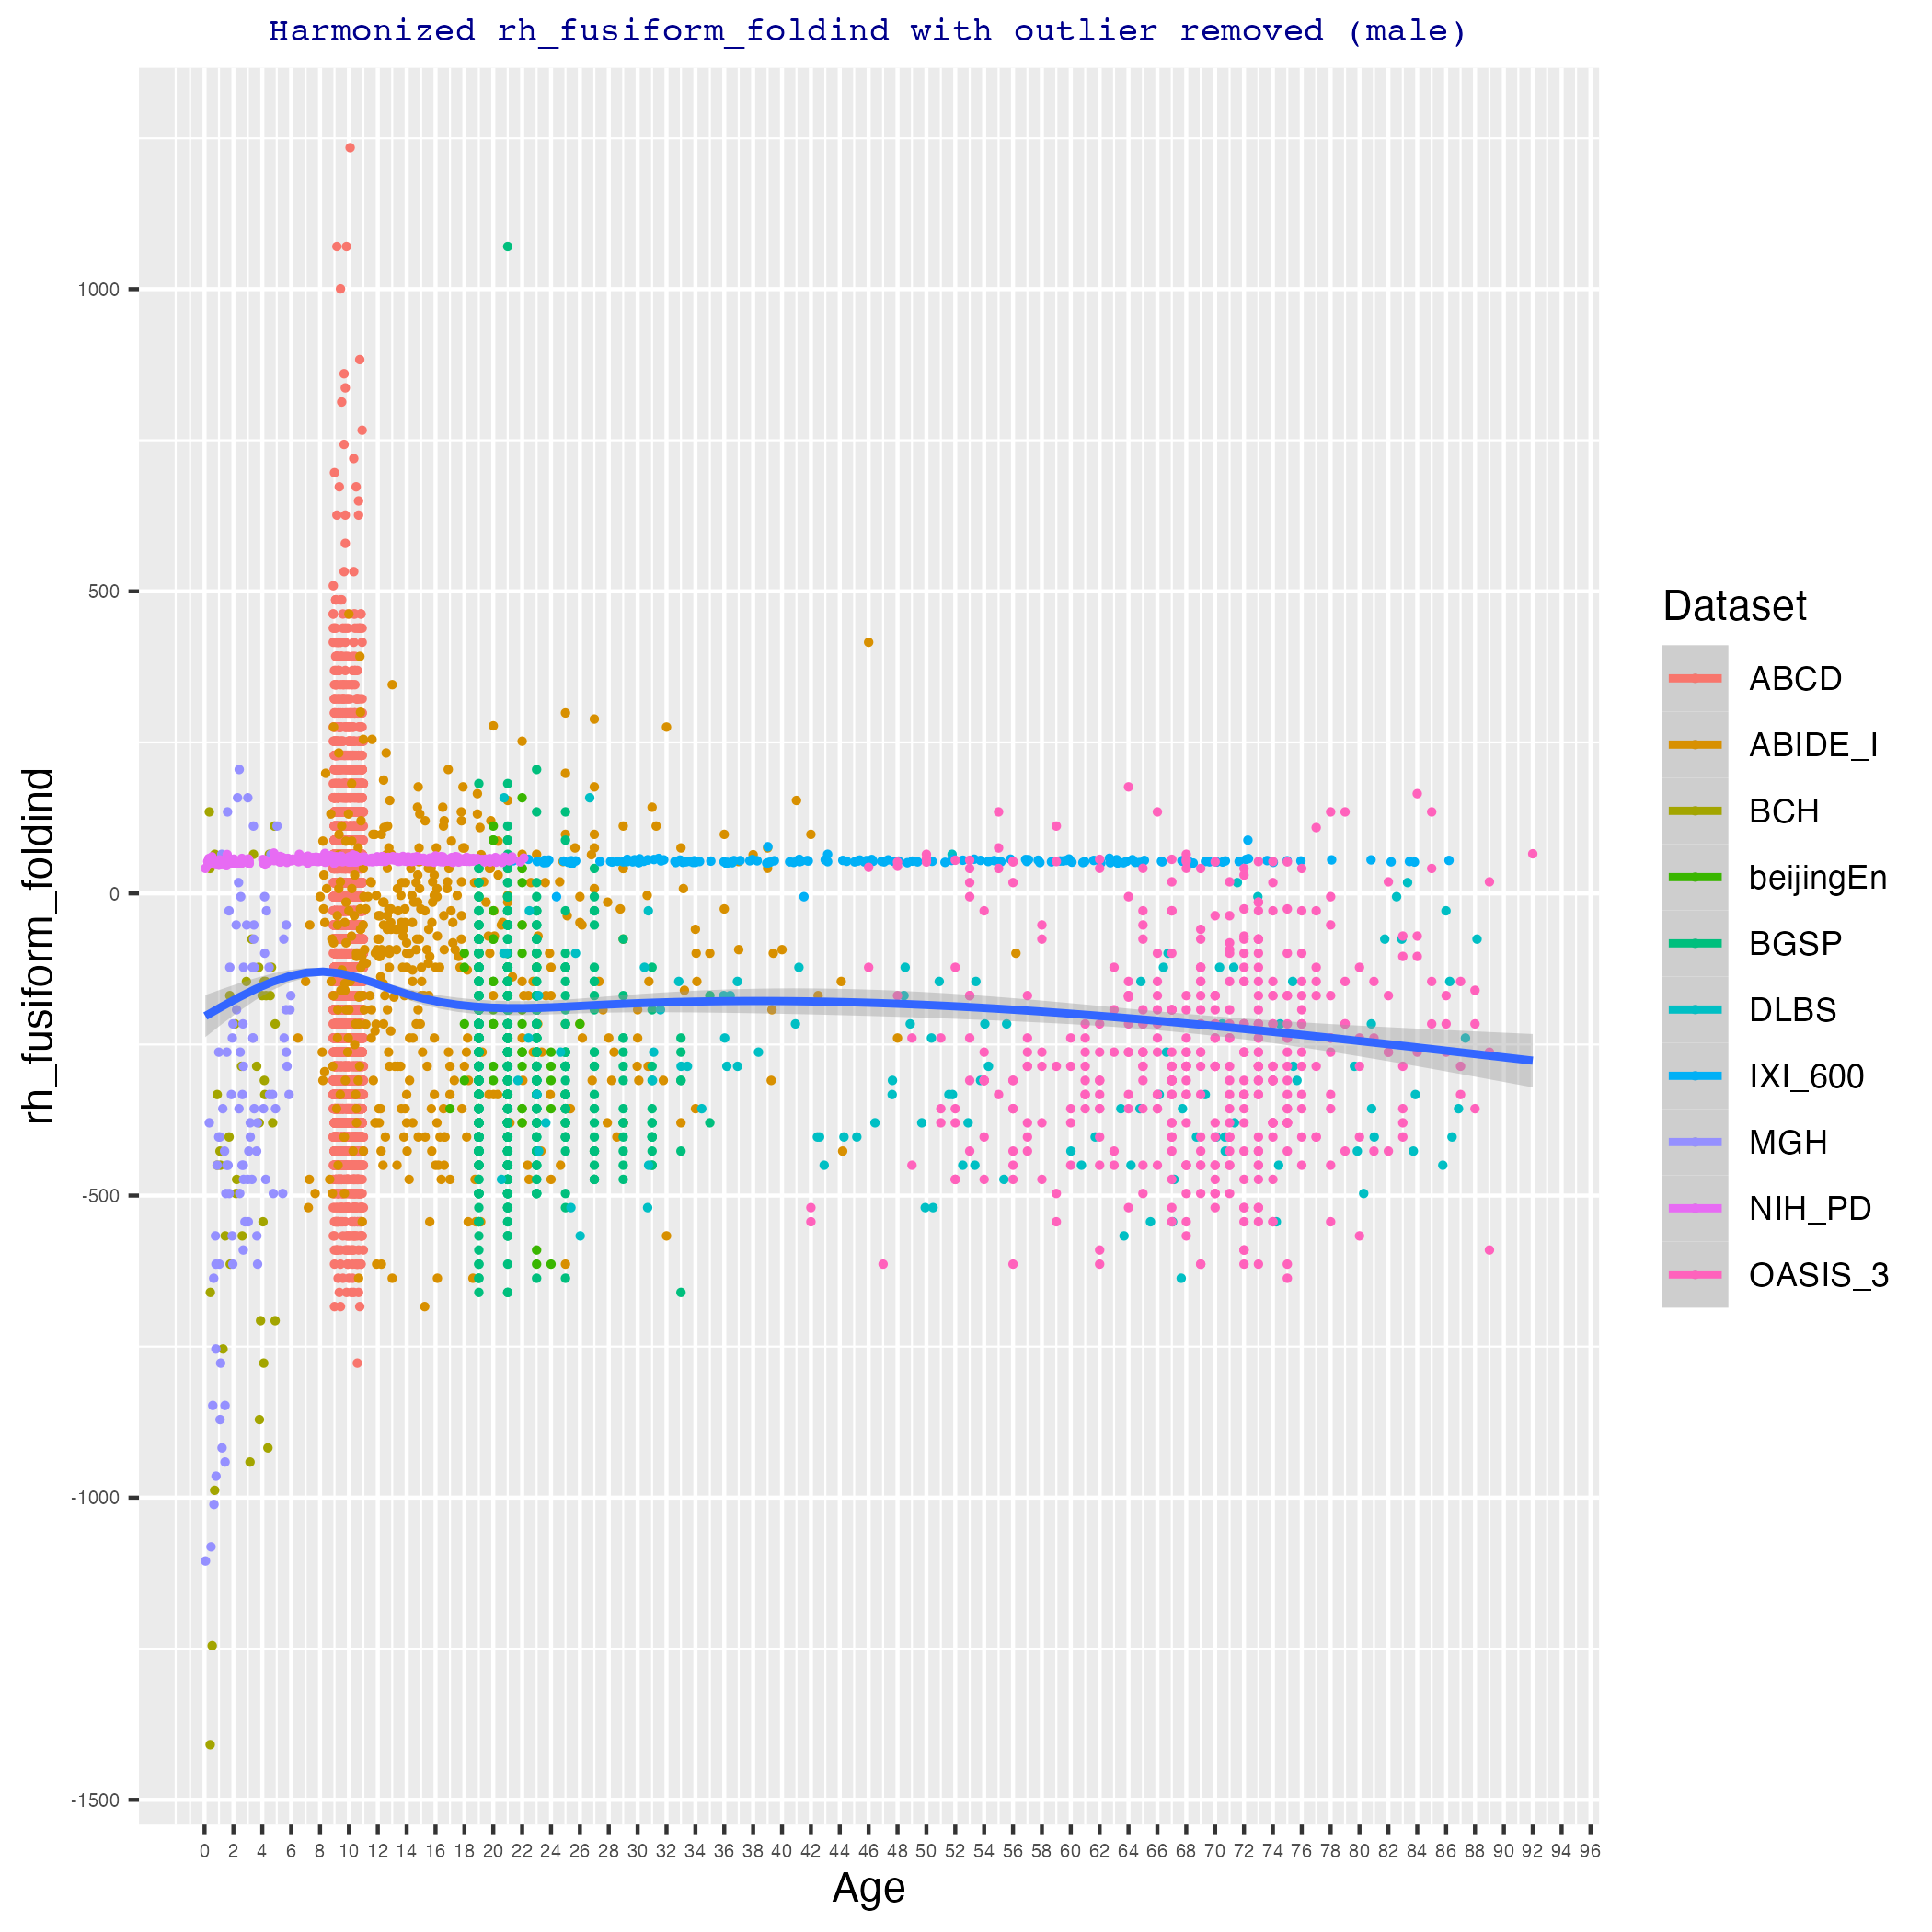 Harmonized rh_fusiform_foldind with outlier removed (male)
rh_fusiform_foldind
1000
500
0
-500
-1000
-1500
0 2 4 6 8 10 12 14 16 18 20 22 24 26 28 30 32 34 36 38 40 42 44 46 48 50 52 54 56 58 60 62 64 66 68 70 72 74 76 78 80 82 84 86 88 90 92 94 96
Age
Dataset
ABCD
ABIDE_I
BCH
beijingEn
BGSP
DLBS
IXI_600
MGH
NIH_PD
OASIS_3